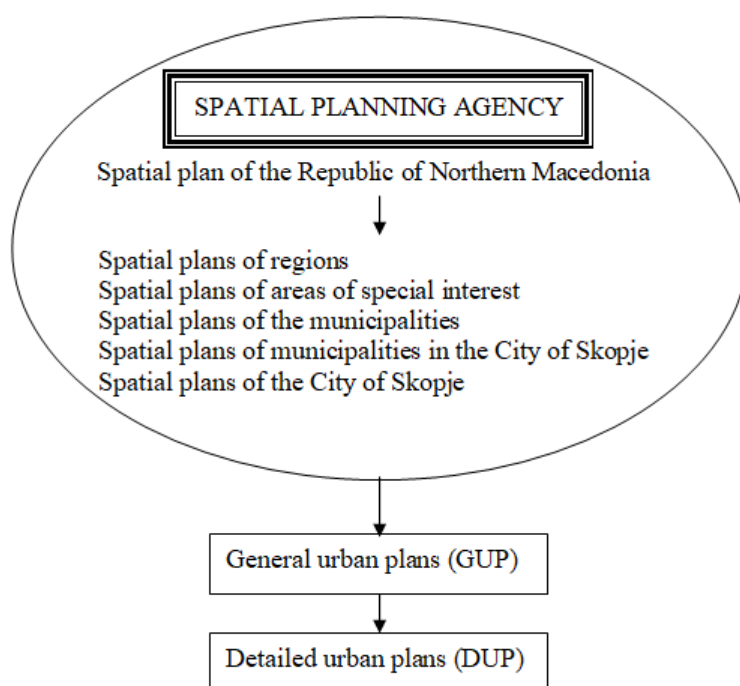 SPATIAL PLANNING AGENCY
Spatial plan of the Republic of Northern Macedonia
Spatial plans of regions
Spatial plans of areas of special interest
Spatial plans of the municipalities
Spatial plans of municipalities in the City of Skopje
Spatial plans of the City of Skopje
General urban plans (GUP)
Detailed urban plans (DUP)